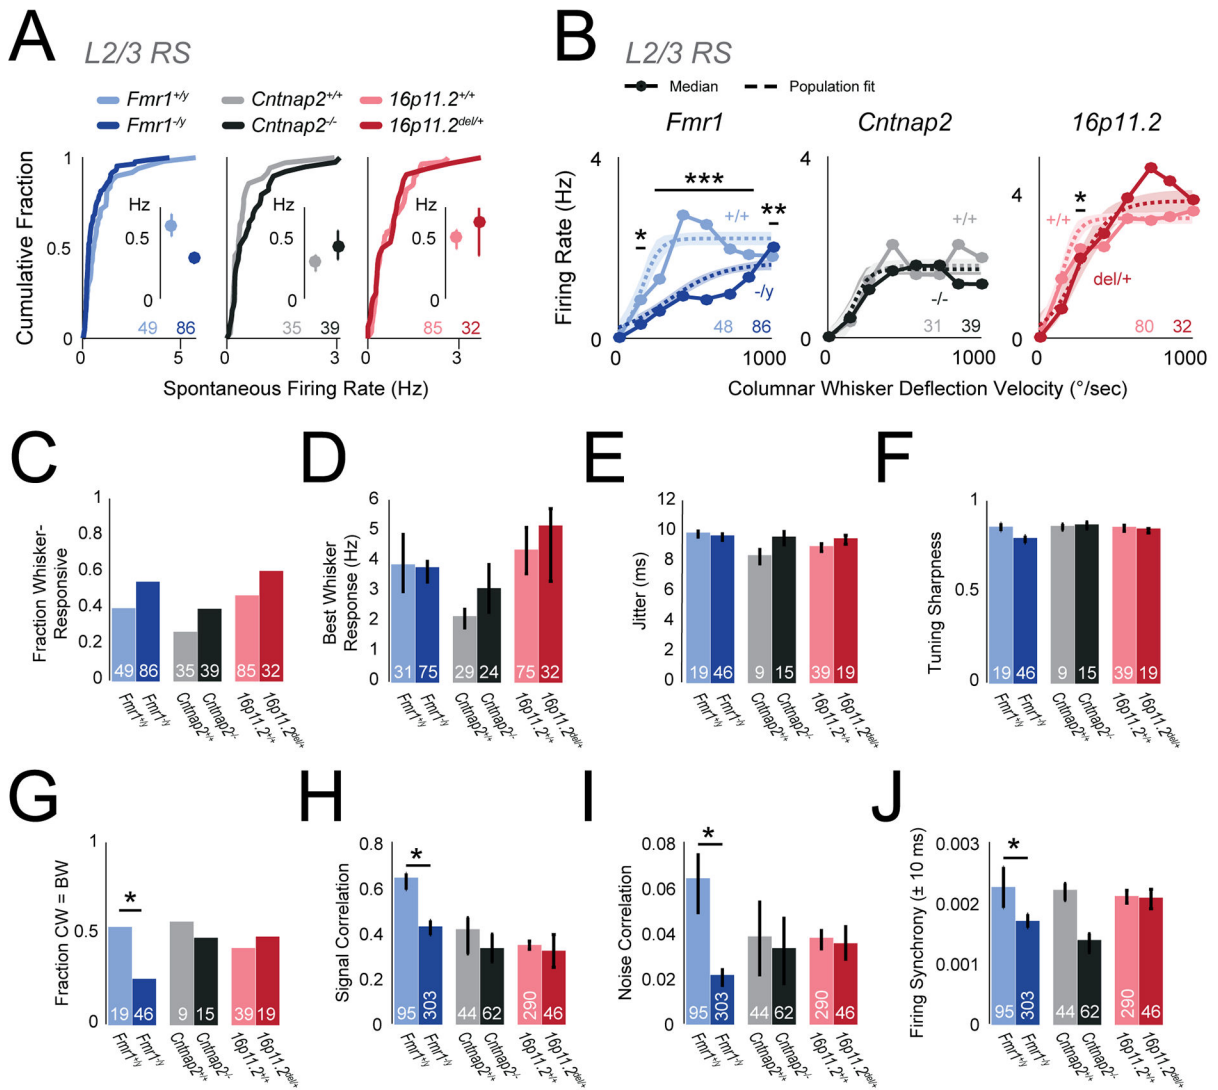 A
L2/3 RS
Fmr1+/y
Fmr1-/y
Cntnap2+/+
Cntnap2-/-
16p11.2+/+
16p11.2del/+
Cumulative Fraction
1
0.5
0
Hz
0.5
0
49 86
0 5
Hz
0.5
0
35 39
0 3
Hz
0.5
0
85 32
0 3
Spontaneous Firing Rate (Hz)
B
L2/3 RS
Median
Population fit
Fmr1
Cntnap2
16p11.2
Firing Rate (Hz)
4
0
***
*
**
+/+
-/y
48 86
0 1000
4
0
+/+
-/-
31 39
0 1000
4
4
0
*
+/+
del/+
80 32
0 1000
Columnar Whisker Deflection Velocity (°/sec)
C
Fraction Whisker-
Responsive
1
0.8
0.6
0.4
0.2
0
49 86 35 39 85 32
Fmr1+/y Fmr1-/y Cntnap2+/+ Cntnap2-/- 16p11.2+/+ 16p11.2del/+
D
Best Whisker
Response (Hz)
6
5
4
3
2
1
0
31 75 29 24 75 32
Fmr1+/y Fmr1-/y Cntnap2+/+ Cntnap2-/- 16p11.2+/+ 16p11.2del/+
E
Jitter (ms)
12
10
8
6
4
2
0
19 46 9 15 39 19
Fmr1+/y Fmr1-/y Cntnap2+/+ Cntnap2-/- 16p11.2+/+ 16p11.2del/+
F
Tuning Sharpness
1
0.5
0
19 46 9 15 39 19
Fmr1+/y Fmr1-/y Cntnap2+/+ Cntnap2-/- 16p11.2+/+ 16p11.2del/+
G
Fraction CW = BW
1
0.5
0
*
19 46 9 15 39 19
Fmr1+/y Fmr1-/y Cntnap2+/+ Cntnap2-/- 16p11.2+/+ 16p11.2del/+
H
Signal Correlation
0.8
0.6
0.4
0.2
0
*
95 303 44 62 290 46
Fmr1+/y Fmr1-/y Cntnap2+/+ Cntnap2-/- 16p11.2+/+ 16p11.2del/+
I
Noise Correlation
0.08
0.06
0.04
0.02
0
*
95 303 44 62 290 46
Fmr1+/y Fmr1-/y Cntnap2+/+ Cntnap2-/- 16p11.2+/+ 16p11.2del/+
J
Firing Synchrony (± 10 ms)
0.003
0.002
0.001
0
*
95 303 44 62 290 46
Fmr1+/y Fmr1-/y Cntnap2+/+ Cntnap2-/- 16p11.2+/+ 16p11.2del/+